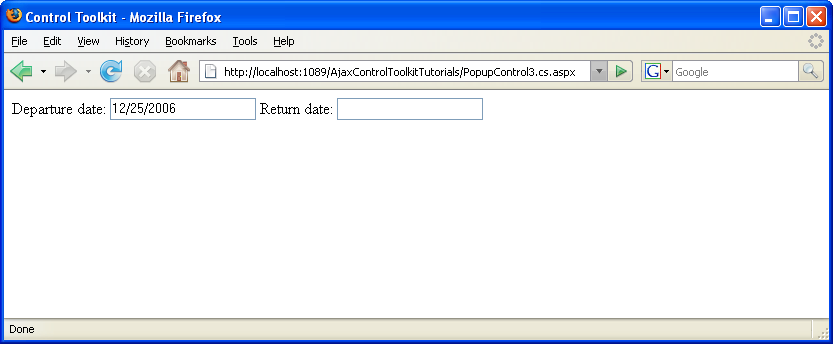 Control Toolkit - Mozilla Firefox
File Edit View History Bookmarks Tools Help
http://localhost:1089/AjaxControlToolkitTutorials/PopupControl3.cs.aspx G Google
Departure date: 12/25/2006 Return date:
Done